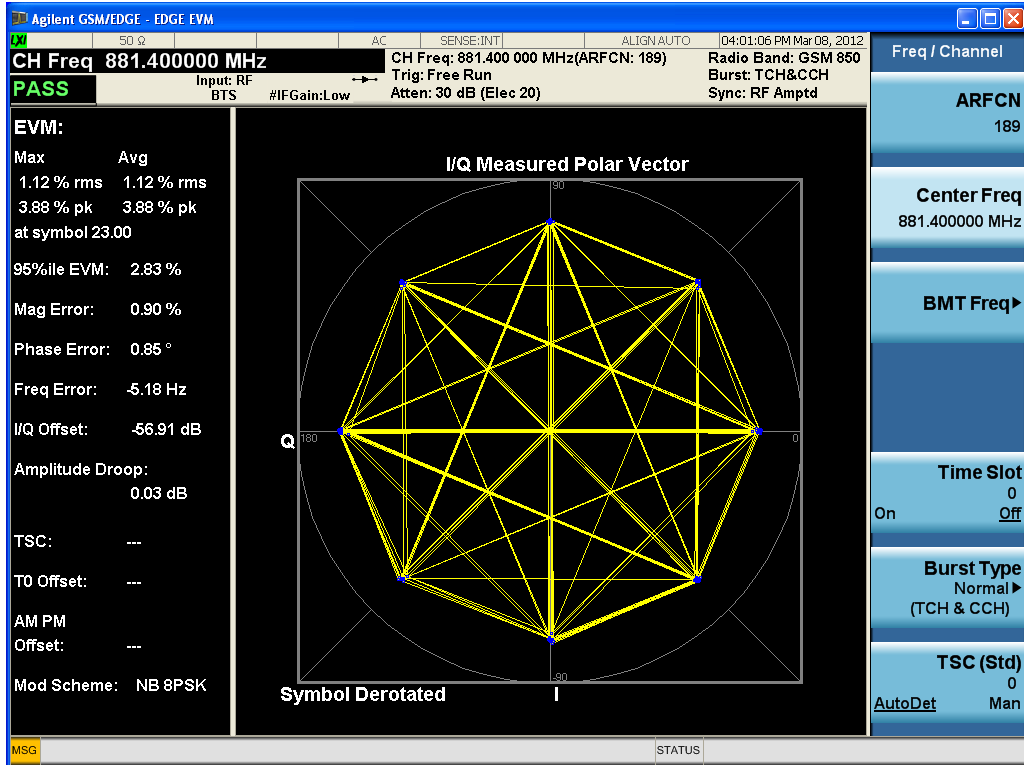 Agilent GSM/EDGE - EDGE EVM
LXI 50 Ω AC SENSE:INT ALIGN AUTO 04:01:06 PM Mar 08, 2012
CH Freq 881.400000 MHz
CH Freq: 881.400 000 MHz(ARFCN: 189) Radio Band: GSM 850
Trig: Free Run Burst: TCH&CCH
Atten: 30 dB (Elec 20) Sync: RF Amptd
PASS
Input: RF
BTS #IFGain:Low
EVM:
Max Avg
1.12 % rms 1.12 % rms
3.88 % pk 3.88 % pk
at symbol 23.00
95%ile EVM: 2.83 %
Mag Error: 0.90 %
Phase Error: 0.85 °
Freq Error: -5.18 Hz
I/Q Offset: -56.91 dB
Amplitude Droop:
0.03 dB
TSC: ---
T0 Offset: ---
AM PM
Offset: ---
Mod Scheme: NB 8PSK
I/Q Measured Polar Vector
90
Q 180 0
-90
Symbol Derotated I
Freq / Channel
ARFCN
189
Center Freq
881.400000 MHz
BMT Freq
Time Slot
0
On Off
Burst Type
Normal
(TCH & CCH)
TSC (Std)
0
AutoDet Man
MSG STATUS